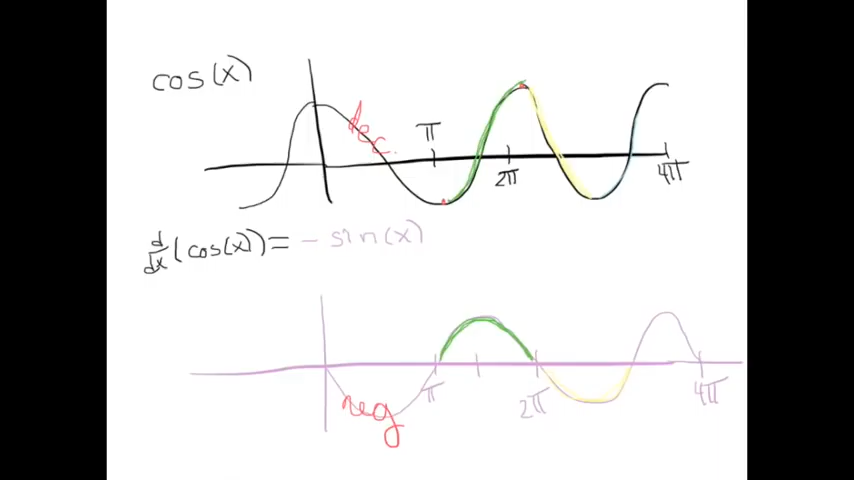 cos(x)
dec.
π
2π
4π
d/dx (cos(x)) = - sin(x)
neg
π
2π
4π